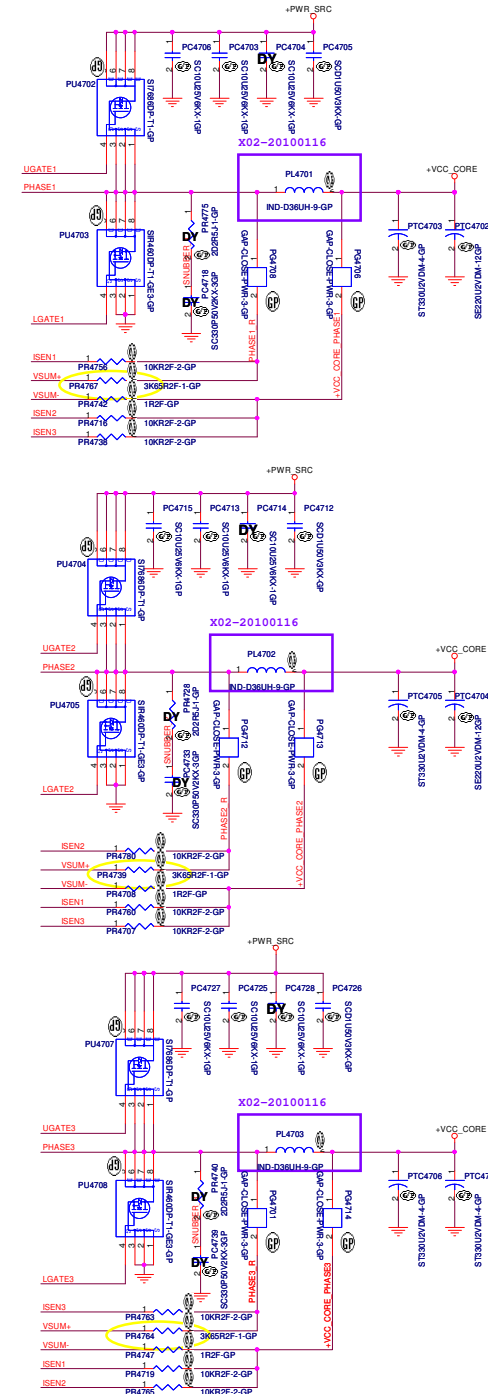 +PWR_SRC
PC4706
PC4703
PC4704
PC4705
SC10U25V6KX-1GP
SC10U25V6KX-1GP
DY
SC10U25V6KX-1GP
SCD1U50V3KX-GP
PU4702
SI7686DP-T1-GP
UGATE1
PHASE1
X02-20100116
PL4701
IND-D36UH-9-GP
+VCC_CORE
PU4703
SIR460DP-T1-GE3-GP
LGATE1
PR4775
2D2R5J-1-GP
DY
SNUBBER
PC4718
SC330P50V2KX-3GP
DY
PG4708
GAP-CLOSE-PWR-3-GP
PG4706
GAP-CLOSE-PWR-3-GP
PTC4703
ST330U2VDM-4-GP
PTC4702
SE220U2VDM-12GP
PHASE1_R
+VCC_CORE_PHASE1
ISEN1
PR4756
10KR2F-2-GP
VSUM+
PR4767
3K65R2F-1-GP
VSUM-
PR4742
1R2F-GP
ISEN2
PR4716
10KR2F-2-GP
ISEN3
PR4738
10KR2F-2-GP
+PWR_SRC
PC4715
PC4713
PC4714
PC4712
SC10U25V6KX-1GP
SC10U25V6KX-1GP
DY
SC10U25V6KX-1GP
SCD1U50V3KX-GP
PU4704
SI7686DP-T1-GP
UGATE2
PHASE2
X02-20100116
PL4702
IND-D36UH-9-GP
+VCC_CORE
PU4705
SIR460DP-T1-GE3-GP
LGATE2
PR4728
2D2R5J-1-GP
DY
SNUBBER
PC4733
SC330P50V2KX-3GP
DY
PG4712
GAP-CLOSE-PWR-3-GP
PG4713
GAP-CLOSE-PWR-3-GP
PTC4705
ST330U2VDM-4-GP
PTC4704
SE220U2VDM-12GP
PHASE2_R
+VCC_CORE_PHASE2
ISEN2
PR4780
10KR2F-2-GP
VSUM+
PR4739
3K65R2F-1-GP
VSUM-
PR4708
1R2F-GP
ISEN1
PR4760
10KR2F-2-GP
ISEN3
PR4707
10KR2F-2-GP
+PWR_SRC
PC4727
PC4725
PC4728
PC4726
SC10U25V6KX-1GP
SC10U25V6KX-1GP
DY
SC10U25V6KX-1GP
SCD1U50V3KX-GP
PU4707
SI7686DP-T1-GP
UGATE3
PHASE3
X02-20100116
PL4703
IND-D36UH-9-GP
+VCC_CORE
PU4708
SIR460DP-T1-GE3-GP
LGATE3
PR4740
2D2R5J-1-GP
DY
SNUBBER
PC4739
SC330P50V2KX-3GP
DY
PG4701
GAP-CLOSE-PWR-3-GP
PG4714
GAP-CLOSE-PWR-3-GP
PTC4706
ST330U2VDM-4-GP
PTC47
ST330U2VDM-4-GP
PHASE3_R
+VCC_CORE_PHASE3
ISEN3
PR4763
10KR2F-2-GP
VSUM+
PR4764
3K65R2F-1-GP
VSUM-
PR4747
1R2F-GP
ISEN1
PR4719
10KR2F-2-GP
ISEN2
PR4765
10KR2F-2-GP